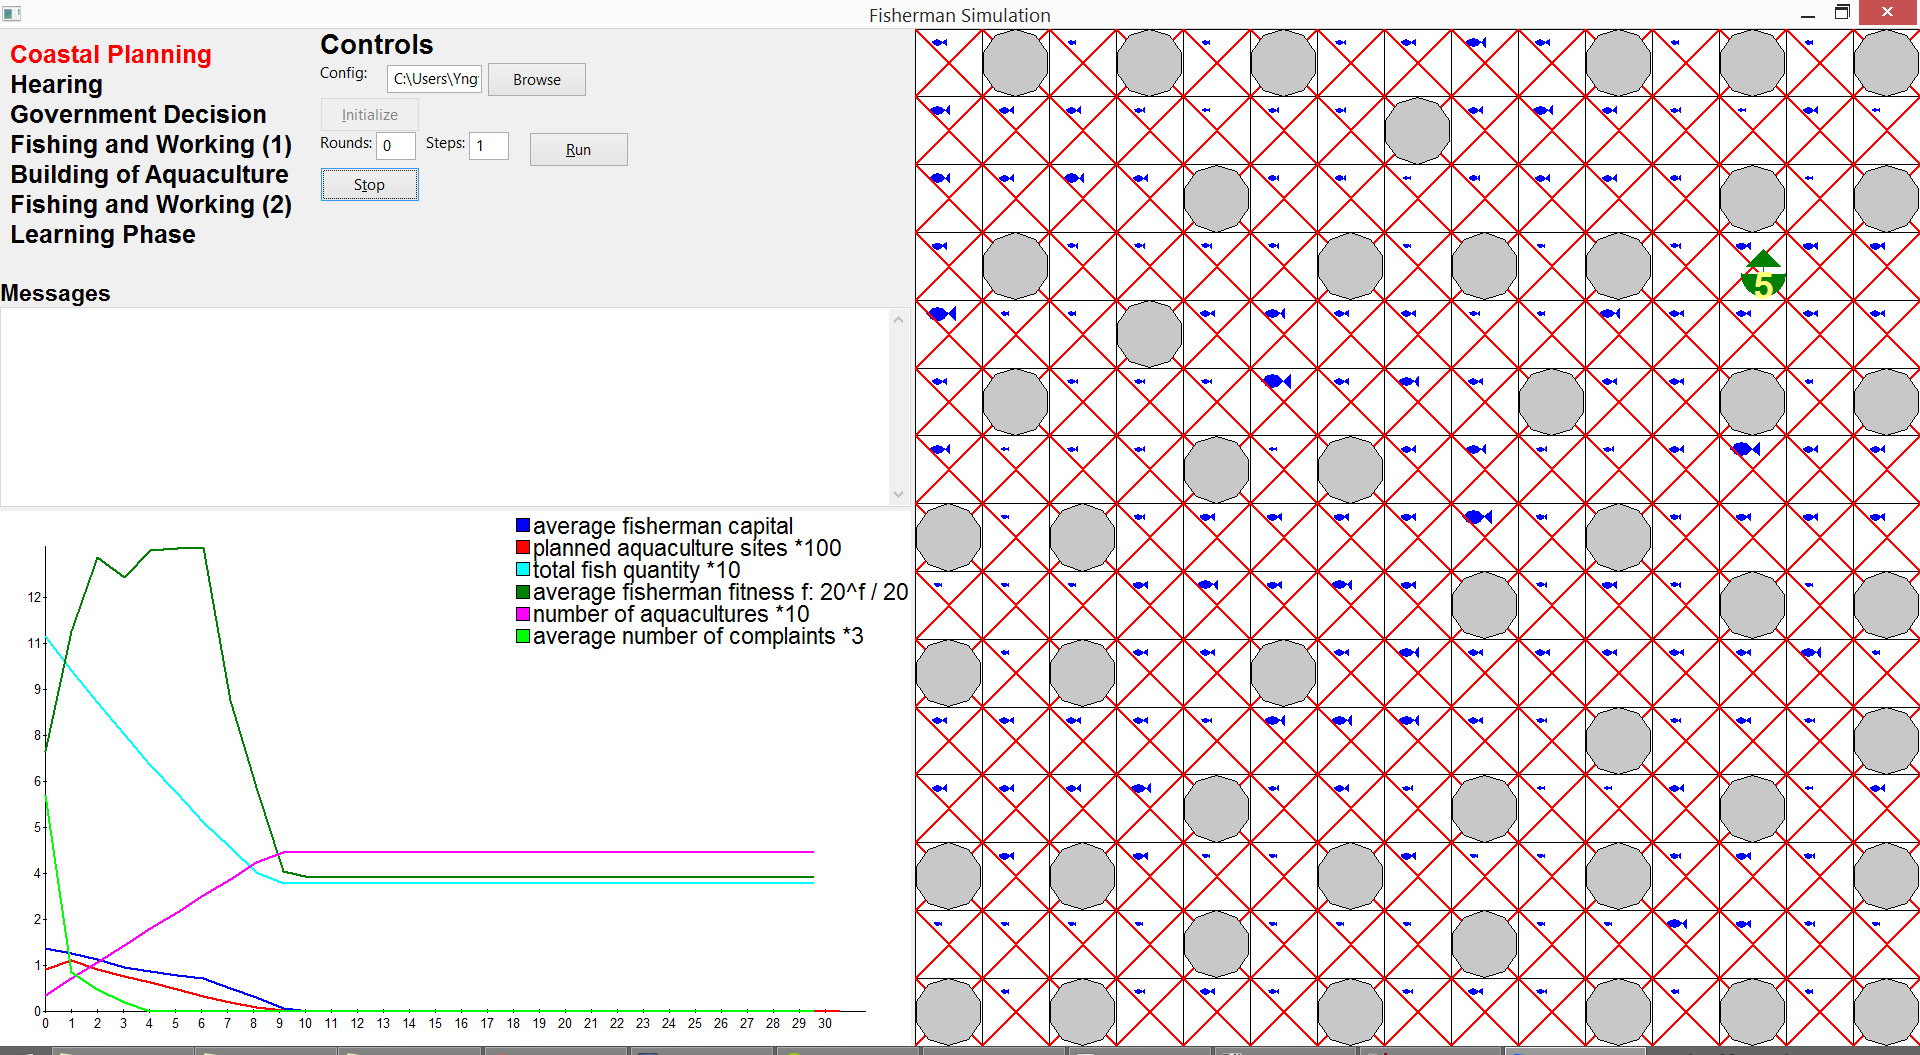 Fisherman Simulation
Coastal Planning
Hearing
Government Decision
Fishing and Working (1)
Building of Aquaculture
Fishing and Working (2)
Learning Phase
Controls
Config: C:\Users\Yng Browse
Initialize
Rounds: 0 Steps: 1 Run
Stop
Messages
average fisherman capital
planned aquaculture sites *100
total fish quantity *10
average fisherman fitness f: 20^f / 20
number of aquacultures *10
average number of complaints *3
12
11
9
8
6
5
4
2
1
0
0 1 2 3 4 5 6 7 8 9 10 11 12 13 14 15 16 17 18 19 20 21 22 23 24 25 26 27 28 29 30
5